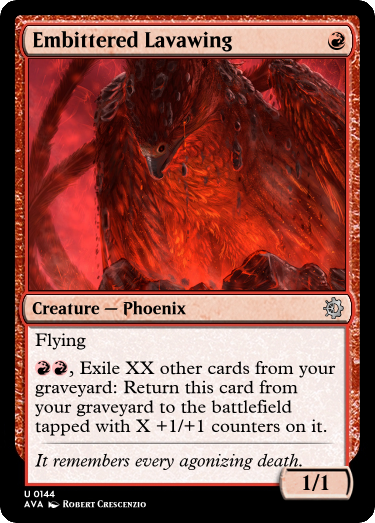 Embittered Lavawing
Creature — Phoenix
Flying
, Exile XX other cards from your
graveyard: Return this card from
your graveyard to the battlefield
tapped with X +1/+1 counters on it.
It remembers every agonizing death.
1/1
U 0144
AVA Robert Crescenzio